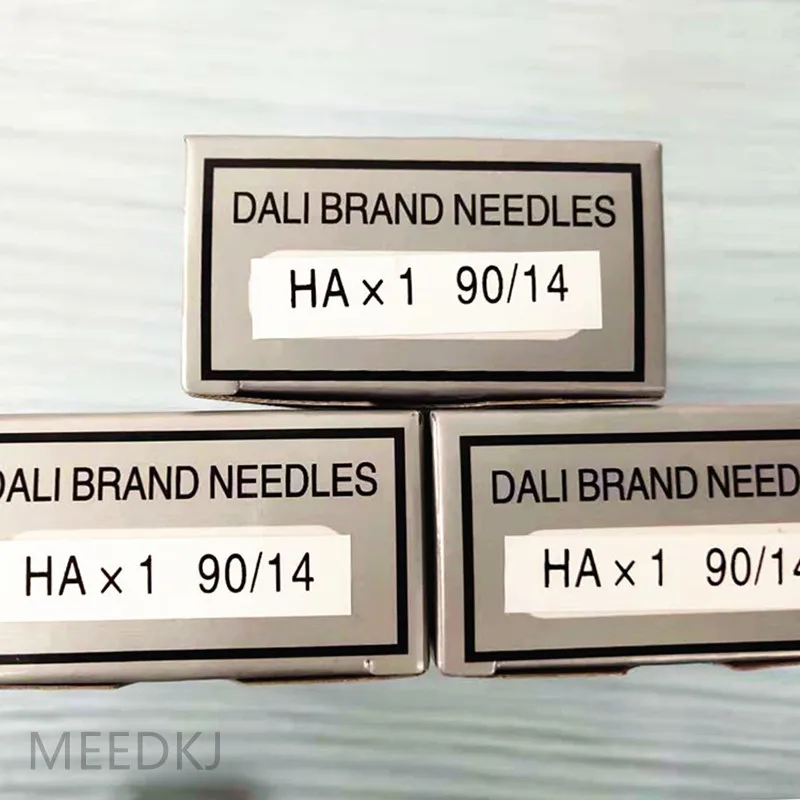 DALI BRAND NEEDLES
HA x 1 90/14
DALI BRAND NEEDLES
HA x 1 90/14
DALI BRAND NEED
HA x 1 90/14
MEEDKJ